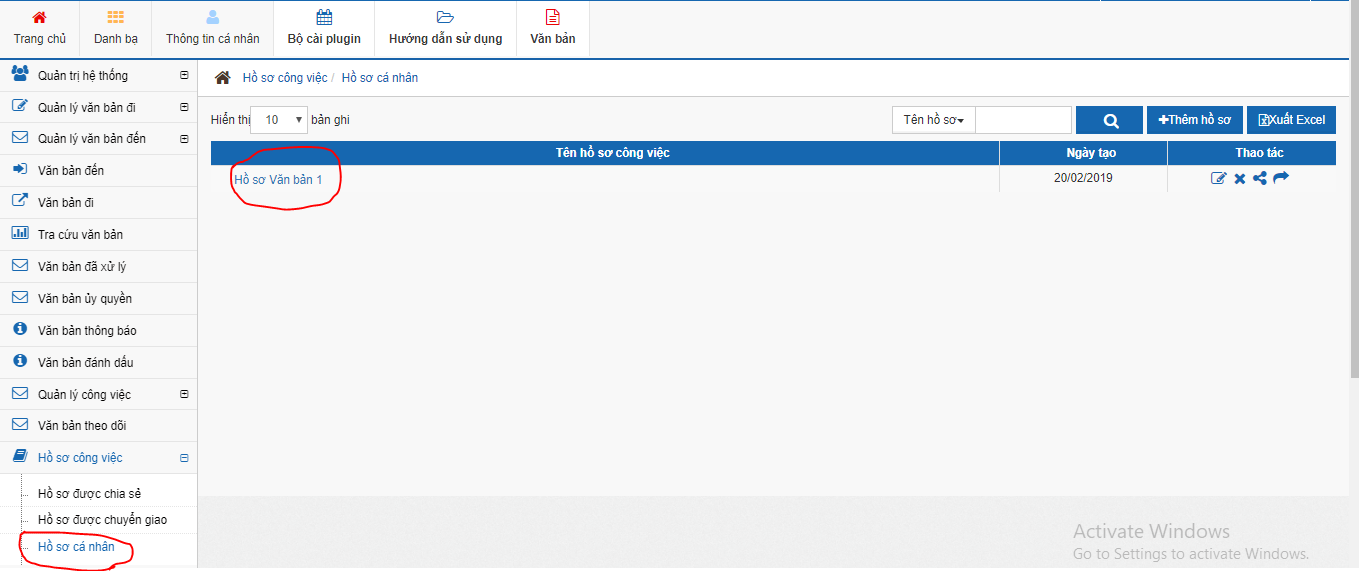 Trang chủ
Danh bạ
Thông tin cá nhân
Bộ cài plugin
Hướng dẫn sử dụng
Văn bản
Quản trị hệ thống
Quản lý văn bản đi
Quản lý văn bản đến
Văn bản đến
Văn bản đi
Tra cứu văn bản
Văn bản đã xử lý
Văn bản ủy quyền
Văn bản thông báo
Văn bản đánh dấu
Quản lý công việc
Văn bản theo dõi
Hồ sơ công việc
Hồ sơ được chia sẻ
Hồ sơ được chuyển giao
Hồ sơ cá nhân
Hồ sơ công việc / Hồ sơ cá nhân
Hiển thị 10 bản ghi
Tên hồ sơ
Thêm hồ sơ
Xuất Excel
Tên hồ sơ công việc Ngày tạo Thao tác
Hồ sơ Văn bản 1 20/02/2019
Activate Windows
Go to Settings to activate Windows.